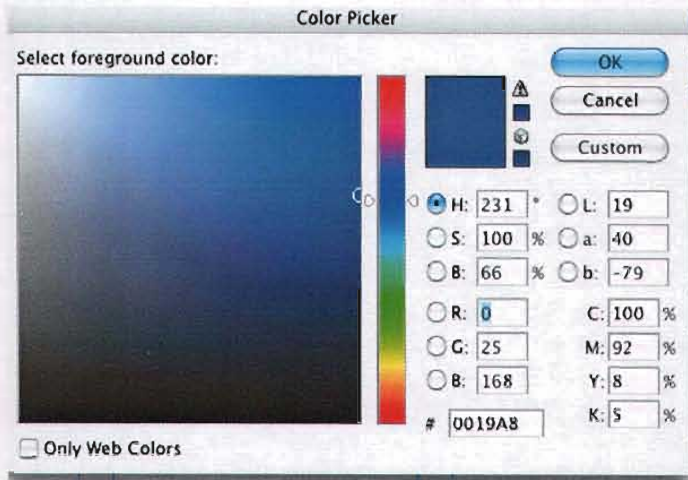 Color Picker
Select foreground color:
OK
Cancel
Custom
H: 231 ° L: 19
S: 100 % a: 40
B: 66 % b: -79
R: 0 C: 100 %
G: 25 M: 92 %
B: 168 Y: 8 %
# 0019A8 K: 5 %
Only Web Colors